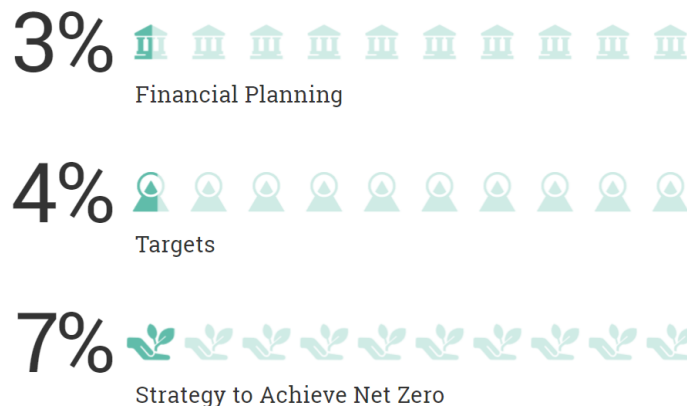 3%
Financial Planning
4%
Targets
7%
Strategy to Achieve Net Zero